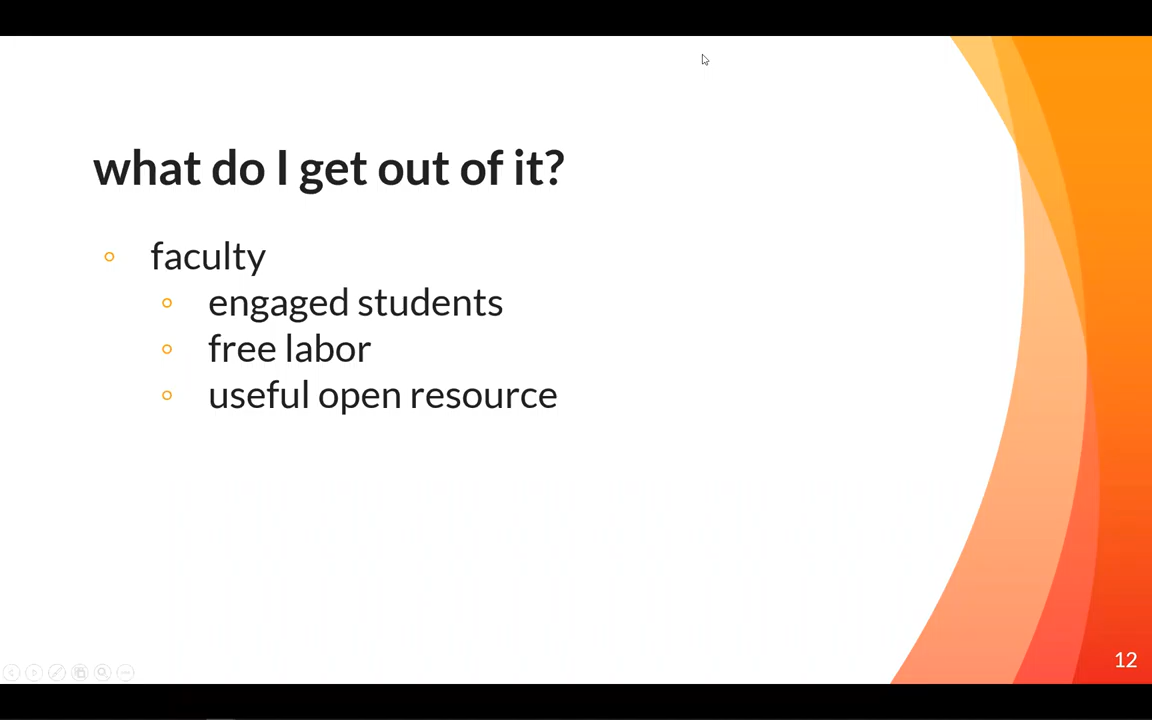 what do I get out of it?
faculty
engaged students
free labor
useful open resource
12